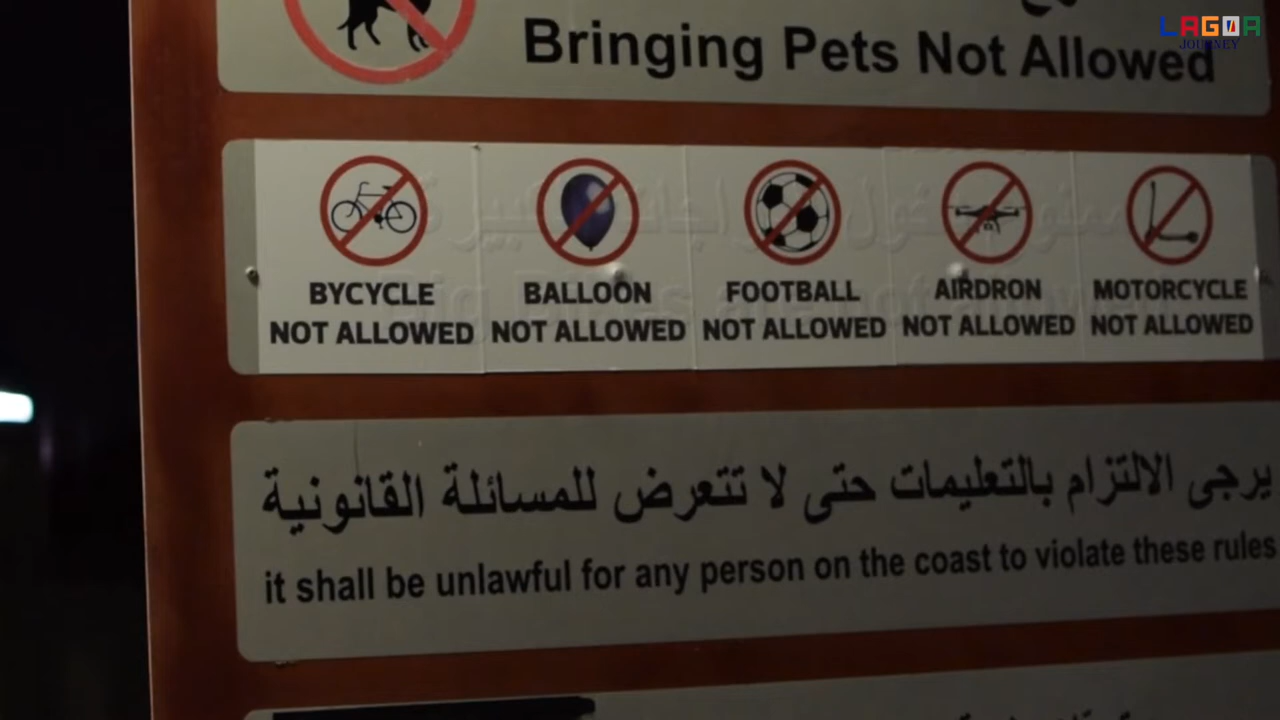 LAGOA
JOURNEY
Bringing Pets Not Allowed
BYCYCLE
NOT ALLOWED
BALLOON
NOT ALLOWED
FOOTBALL
NOT ALLOWED
AIRDRON
NOT ALLOWED
MOTORCYCLE
NOT ALLOWED
يرجى الالتزام بالتعليمات حتى لا تتعرض للمسائلة القانونية
it shall be unlawful for any person on the coast to violate these rules